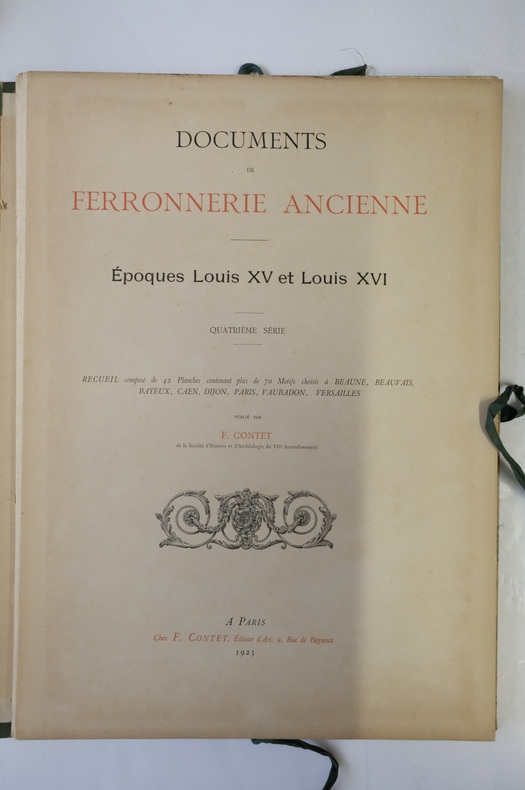 DOCUMENTS
DE
FERRONNERIE ANCIENNE
Époques Louis XV et Louis XVI
QUATRIÈME SÉRIE
RECUEIL composé de 42 Planches contenant plus de 70 Motifs choisis à BEAUNE, BEAUVAIS,
BAYEUX, CAEN, DIJON, PARIS, VAUBADON, VERSAILLES
PUBLIÉ PAR
F. CONTET
de la Société d'Histoire et d'Archéologie du VIIe Arrondissement
A PARIS
Chez F. CONTET, Éditeur d'Art, 9, Rue de Bagneux
1923